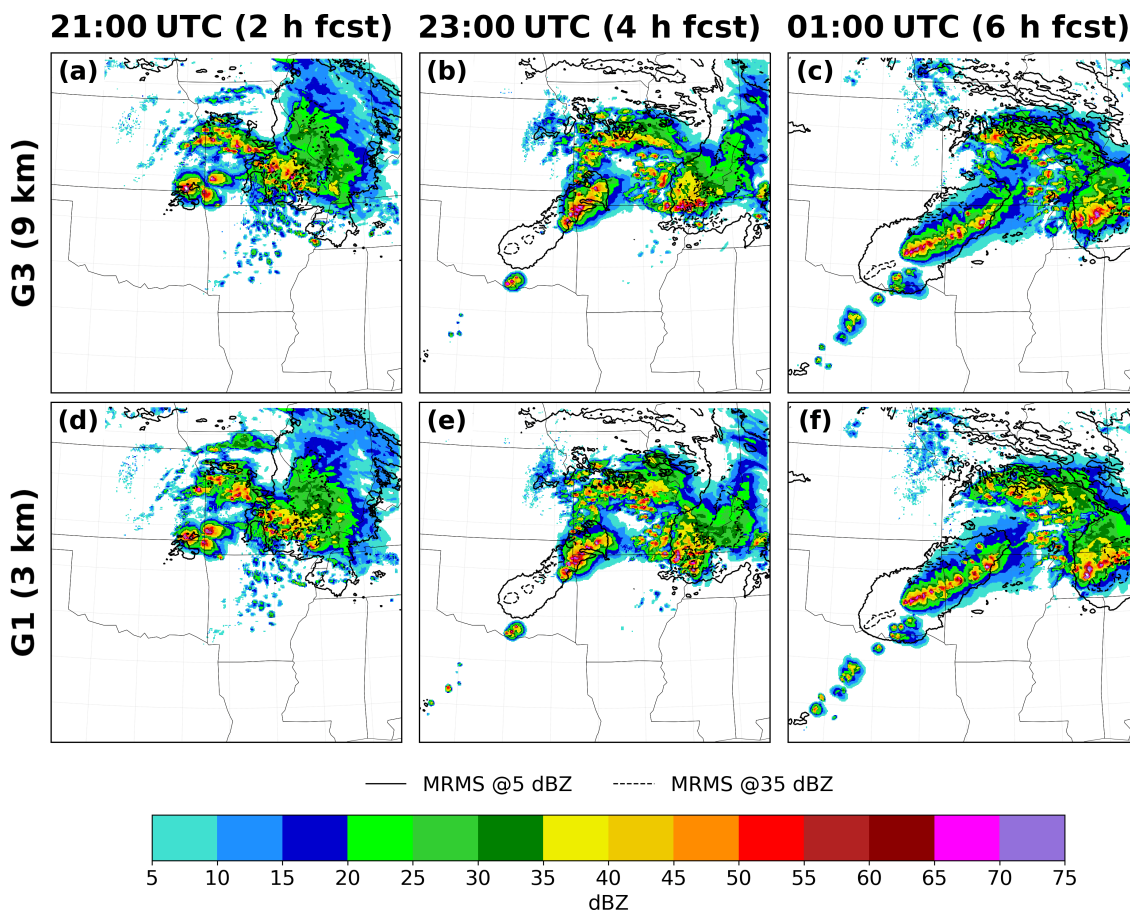 21:00 UTC (2 h fcst) 23:00 UTC (4 h fcst) 01:00 UTC (6 h fcst)
G3 (9 km)
(a) (b) (c)
G1 (3 km)
(d) (e) (f)
MRMS @5 dBZ MRMS @35 dBZ
5 10 15 20 25 30 35 40 45 50 55 60 65 70 75
dBZ